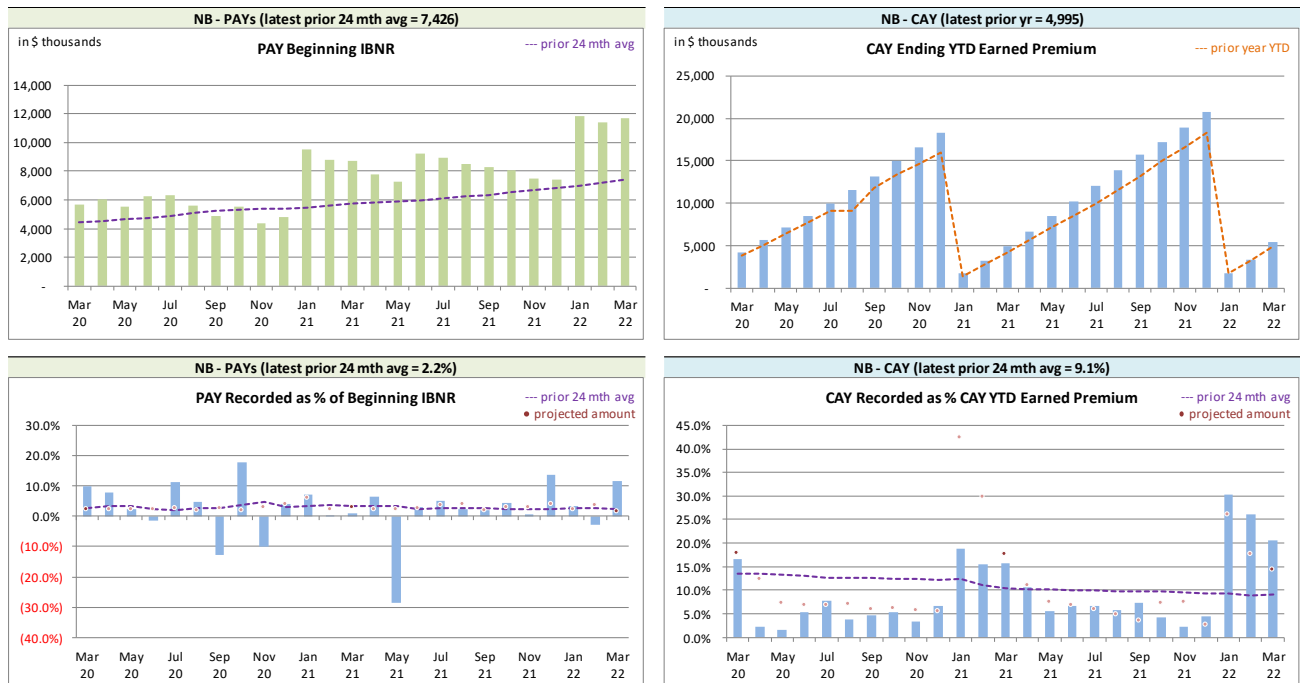 NB - PAYs (latest prior 24 mth avg = 7,426)
in $ thousands
PAY Beginning IBNR
--- prior 24 mth avg
14,000
12,000
10,000
8,000
6,000
4,000
2,000
-
Mar May Jul Sep Nov Jan Mar May Jul Sep Nov Jan Mar
20 20 20 20 20 21 21 21 21 21 21 22 22
NB - CAY (latest prior yr = 4,995)
in $ thousands
CAY Ending YTD Earned Premium
--- prior year YTD
25,000
20,000
15,000
10,000
5,000
-
Mar May Jul Sep Nov Jan Mar May Jul Sep Nov Jan Mar
20 20 20 20 20 21 21 21 21 21 21 22 22
NB - PAYs (latest prior 24 mth avg = 2.2%)
PAY Recorded as % of Beginning IBNR
--- prior 24 mth avg
• projected amount
30.0%
20.0%
10.0%
0.0%
(10.0%)
(20.0%)
(30.0%)
(40.0%)
Mar May Jul Sep Nov Jan Mar May Jul Sep Nov Jan Mar
20 20 20 20 20 21 21 21 21 21 21 22 22
NB - CAY (latest prior 24 mth avg = 9.1%)
CAY Recorded as % CAY YTD Earned Premium
--- prior 24 mth avg
• projected amount
45.0%
40.0%
35.0%
30.0%
25.0%
20.0%
15.0%
10.0%
5.0%
0.0%
Mar May Jul Sep Nov Jan Mar May Jul Sep Nov Jan Mar
20 20 20 20 20 21 21 21 21 21 21 22 22